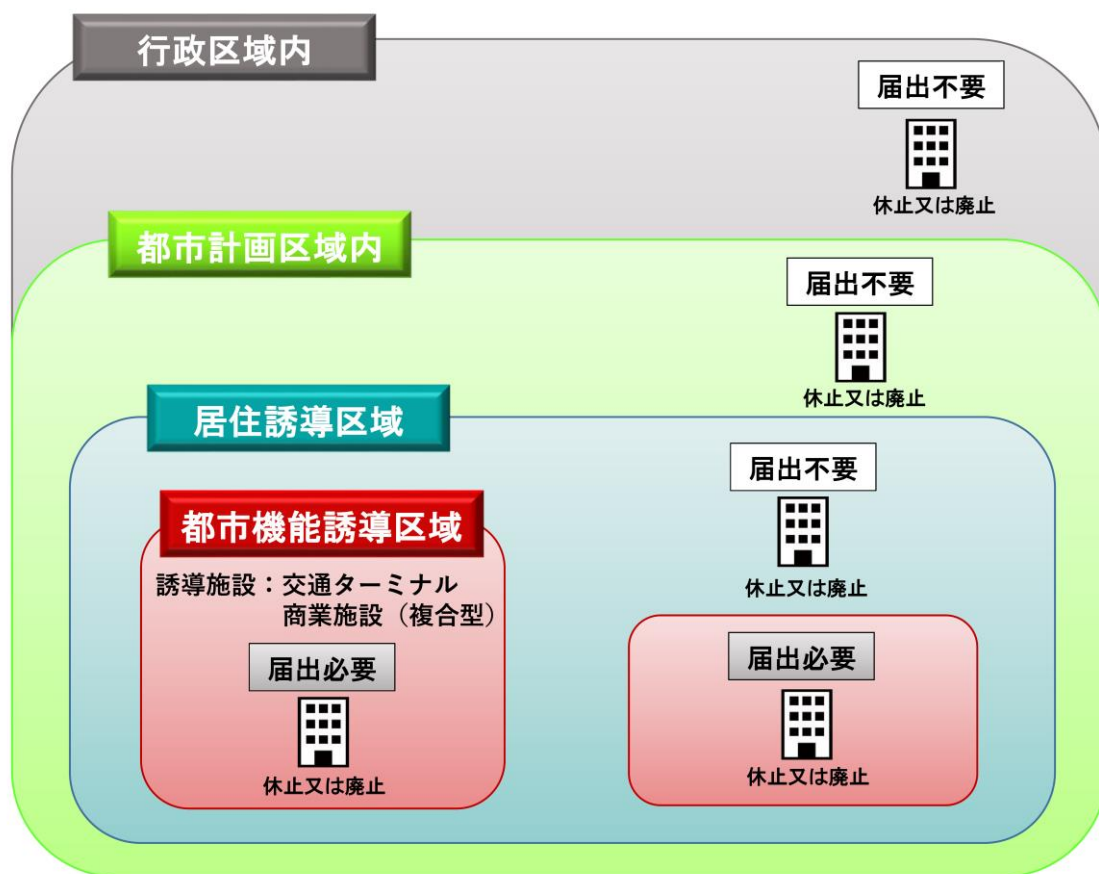 行政区域内
届出不要
休止又は廃止
都市計画区域内
届出不要
休止又は廃止
居住誘導区域
届出不要
休止又は廃止
都市機能誘導区域
誘導施設：交通ターミナル
商業施設（複合型）
届出必要
休止又は廃止
届出必要
休止又は廃止